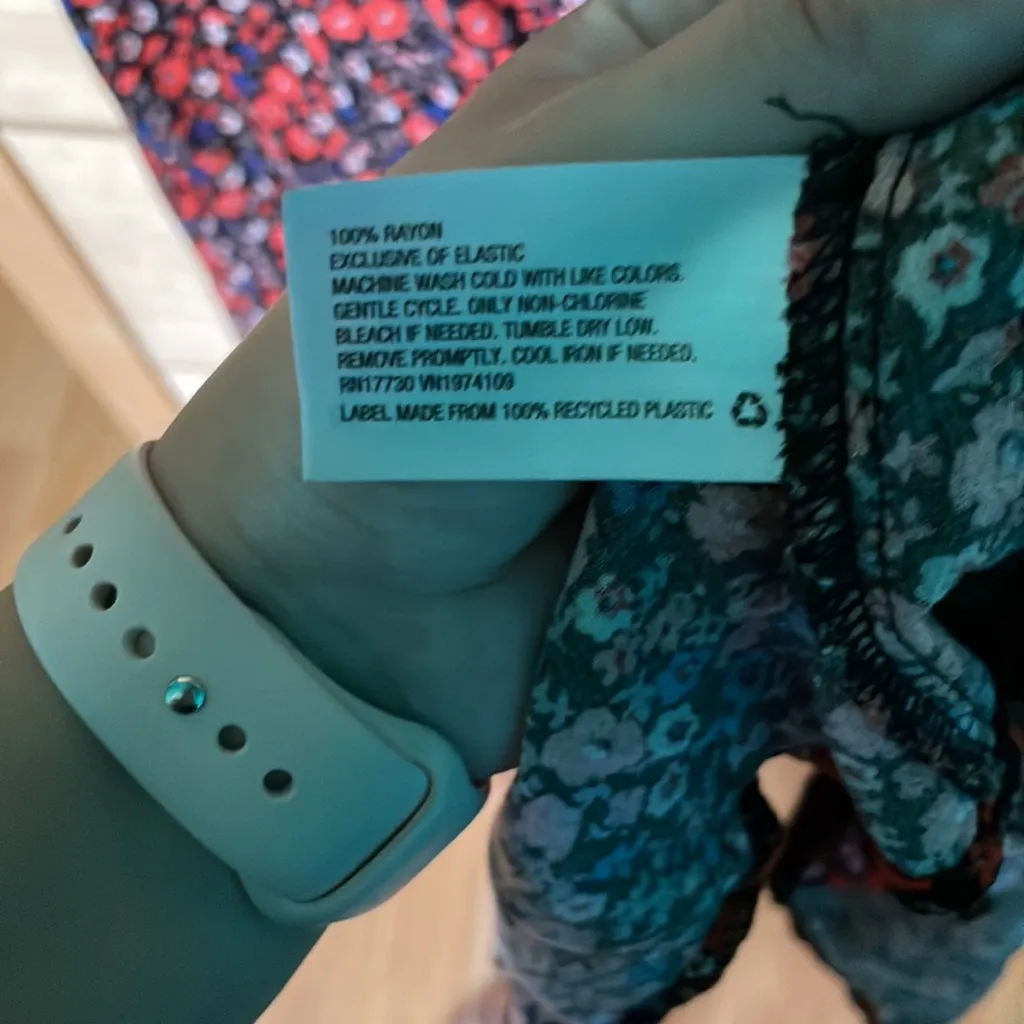 100% RAYON
EXCLUSIVE OF ELASTIC
MACHINE WASH COLD WITH LIKE COLORS.
GENTLE CYCLE. ONLY NON-CHLORINE
BLEACH IF NEEDED. TUMBLE DRY LOW.
REMOVE PROMPTLY. COOL IRON IF NEEDED.
RN17730 VN1974109
LABEL MADE FROM 100% RECYCLED PLASTIC